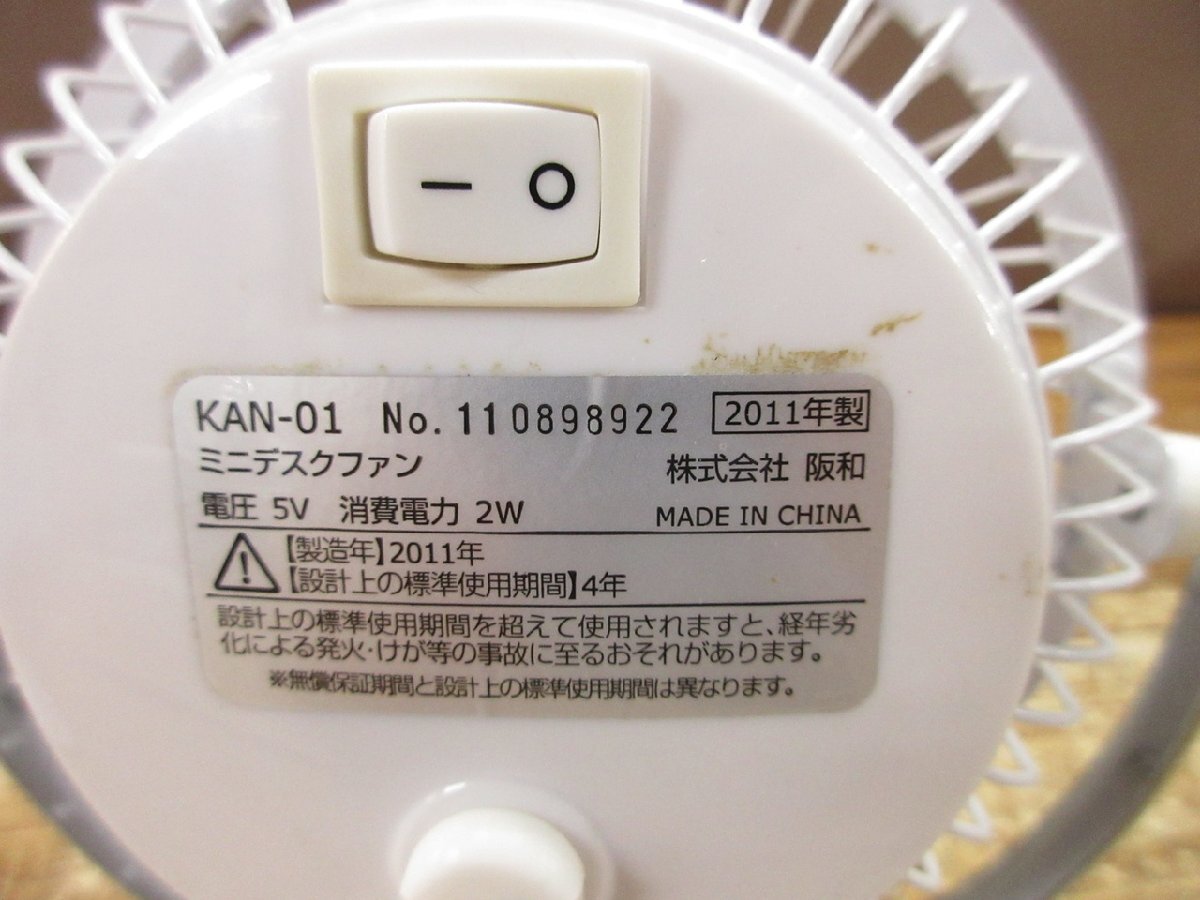 — O
KAN-01 No.110898922 2011年製
ミニデスクファン 株式会社 阪和
電圧 5V 消費電力 2W MADE IN CHINA
【製造年】2011年
【設計上の標準使用期間】4年
設計上の標準使用期間を超えて使用されますと、経年劣
化による発火・けが等の事故に至るおそれがあります。
※無償保証期間と設計上の標準使用期間は異なります。